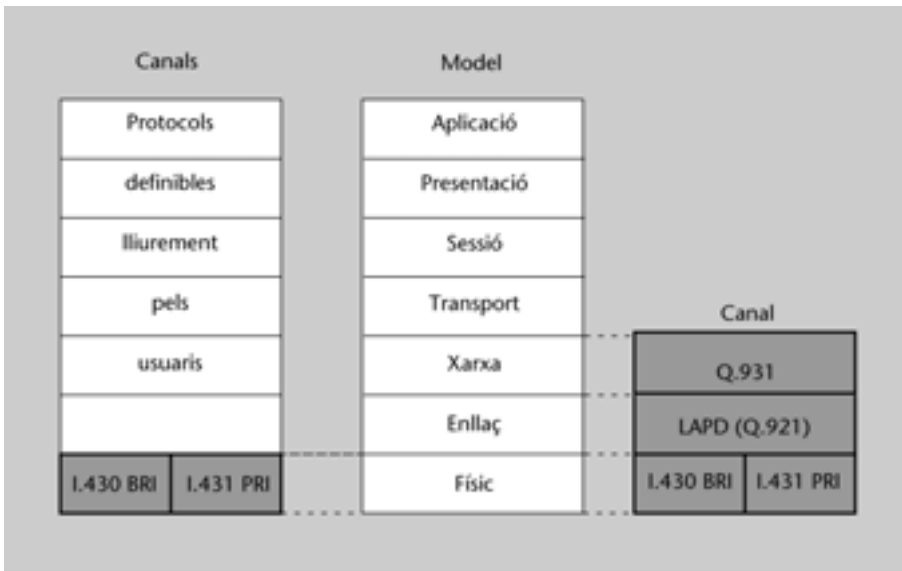 Canals
Protocols
definibles
lliurement
pels
usuaris
I.430 BRI
I.431 PRI
Model
Aplicació
Presentació
Sessió
Transport
Xarxa
Enllaç
Físic
Canal
Q.931
LAPD (Q.921)
I.430 BRI
I.431 PRI